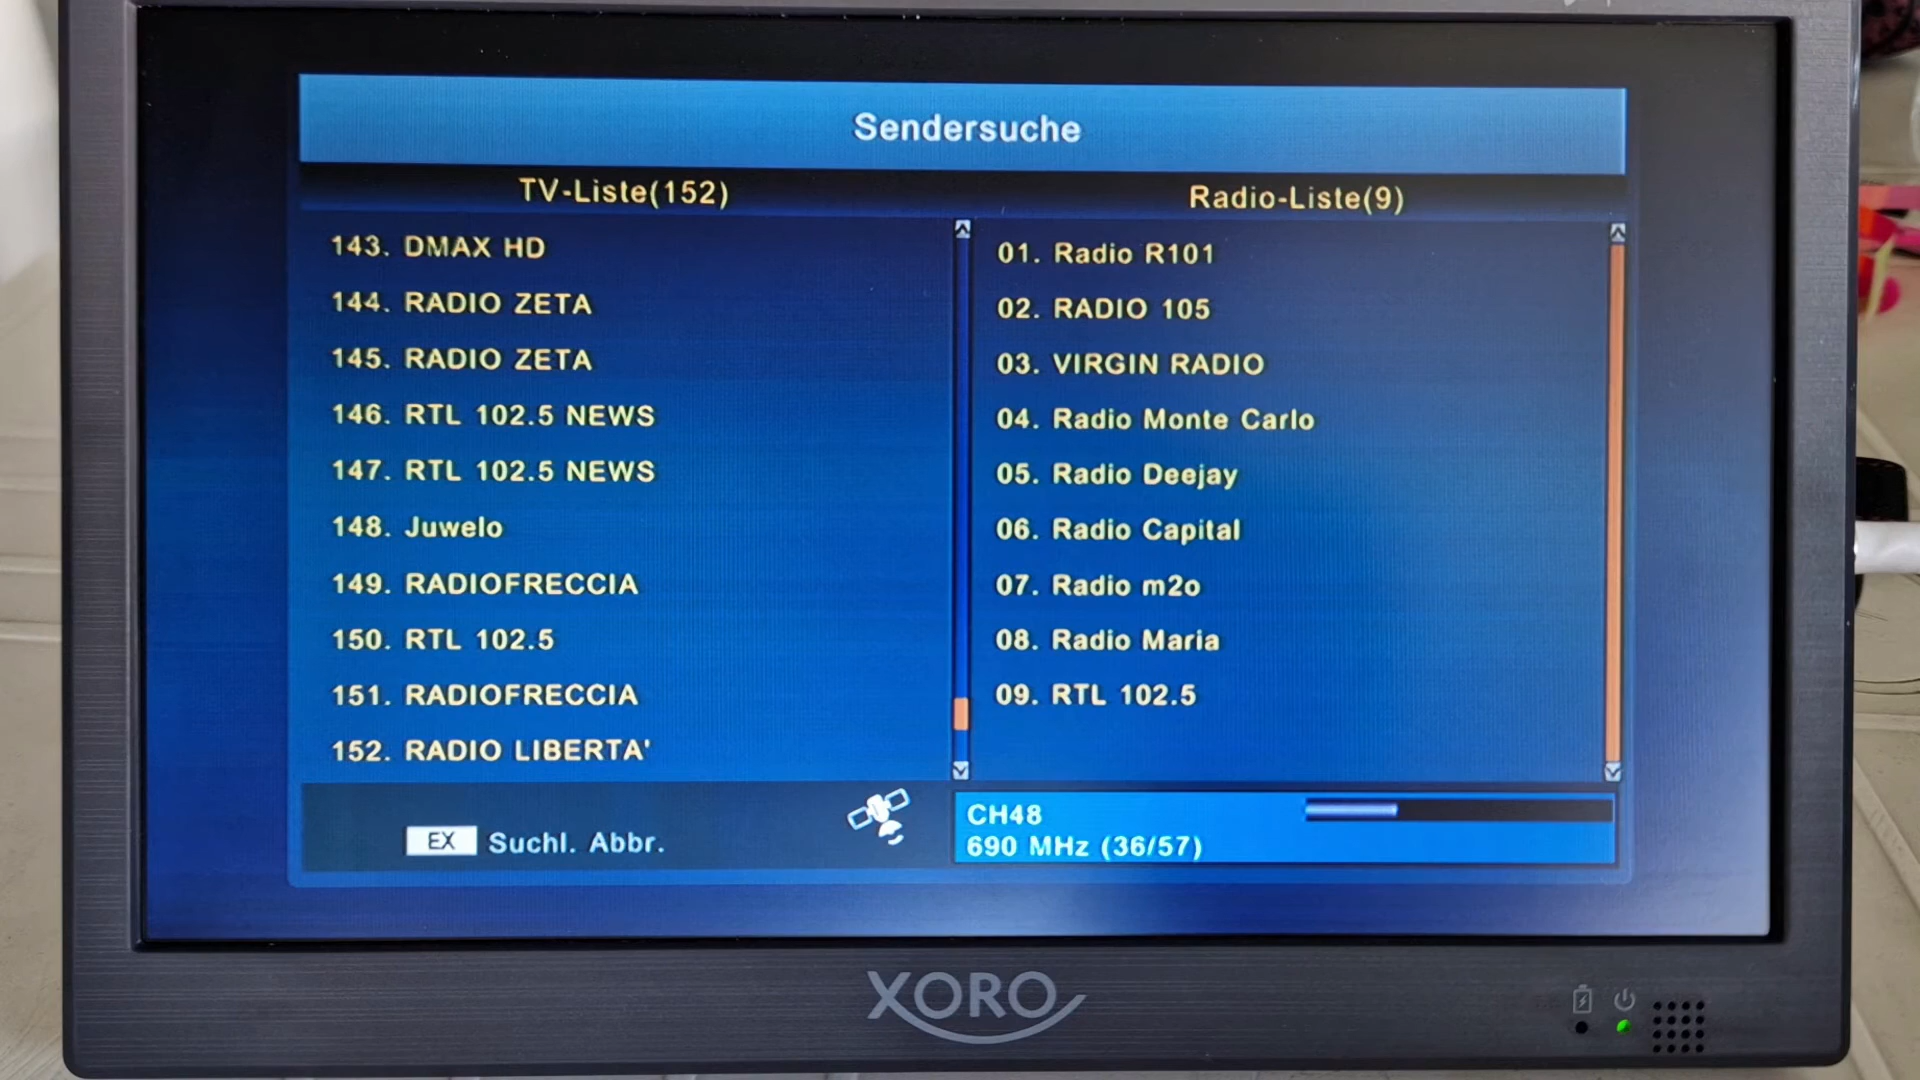 Sendersuche
TV-Liste(152)
143. DMAX HD
144. RADIO ZETA
145. RADIO ZETA
146. RTL 102.5 NEWS
147. RTL 102.5 NEWS
148. Juwelo
149. RADIOFRECCIA
150. RTL 102.5
151. RADIOFRECCIA
152. RADIO LIBERTA'
Radio-Liste(9)
01. Radio R101
02. RADIO 105
03. VIRGIN RADIO
04. Radio Monte Carlo
05. Radio Deejay
06. Radio Capital
07. Radio m2o
08. Radio Maria
09. RTL 102.5
EX Suchl. Abbr.
CH48
690 MHz (36/57)
XORO